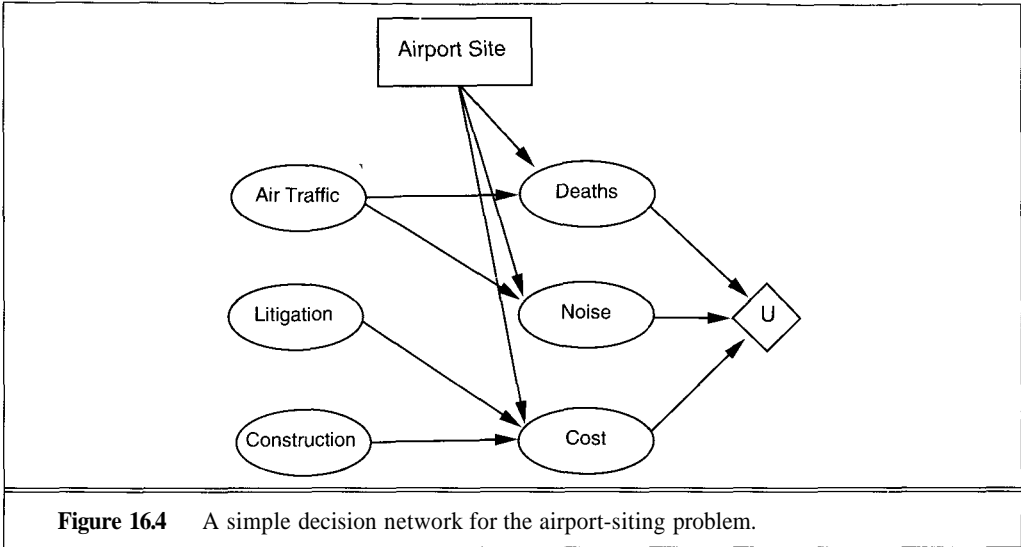 Airport Site
Air Traffic
Deaths
Litigation
Noise
U
Construction
Cost
Figure 16.4 A simple decision network for the airport-siting problem.